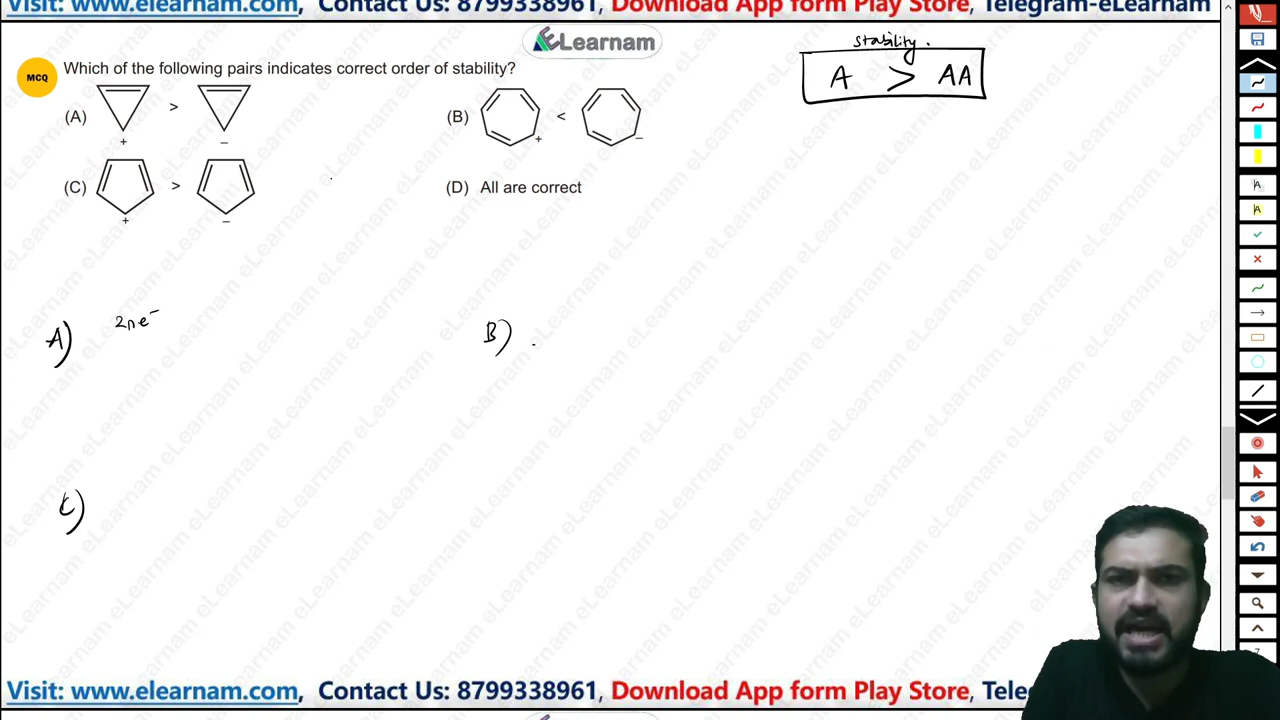 Visit: www.elearnam.com, Contact Us: 8799338961, Download App form Play Store, Telegram-eLearnam
ELearnam
stability.
A > AA
MCQ
Which of the following pairs indicates correct order of stability?
(A) + > −
(B) + < −
(C) + > −
(D) All are correct
A) 2π e⁻
B)
C)
Visit: www.elearnam.com, Contact Us: 8799338961, Download App form Play Store, Tele